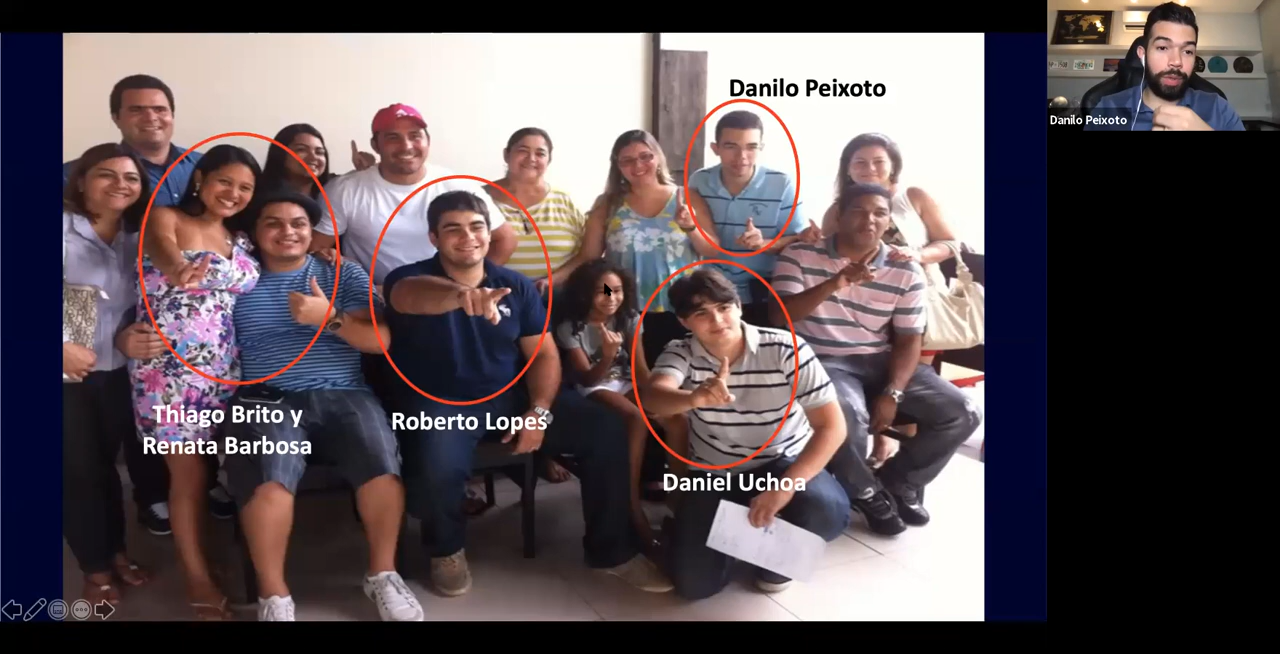 Danilo Peixoto
Danilo Peixoto
Thiago Brito y
Renata Barbosa
Roberto Lopes
Daniel Uchoa